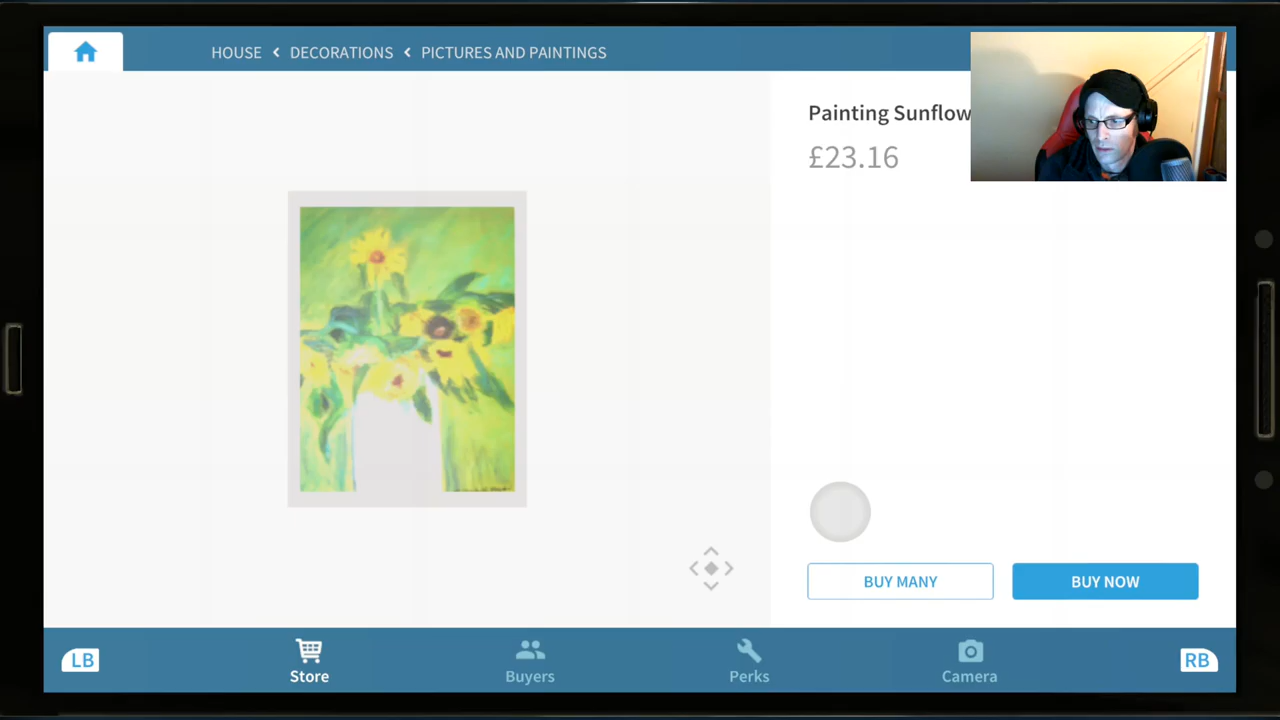 HOUSE < DECORATIONS < PICTURES AND PAINTINGS
Painting Sunflow
£23.16
BUY MANY BUY NOW
LB Store Buyers Perks Camera RB